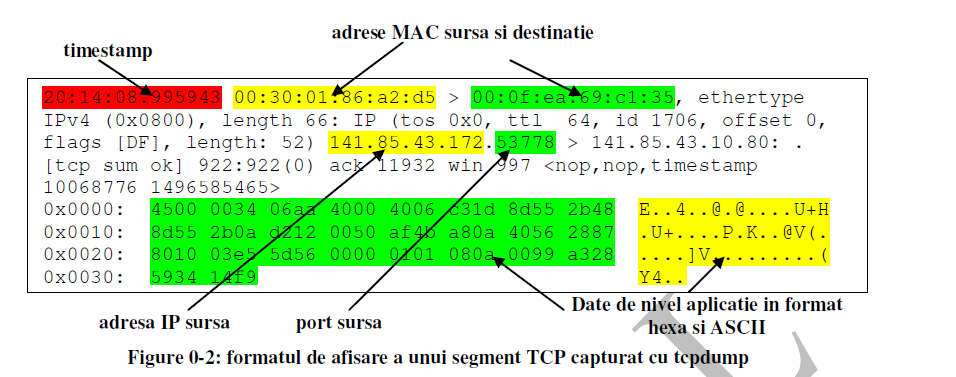 adrese MAC sursa si destinatie
timestamp
20:14:08.995943 00:30:01:86:a2:d5 > 00:0f:ea:69:c1:35, ethertype
IPv4 (0x0800), length 66: IP (tos 0x0, ttl 64, id 1706, offset 0,
flags [DF], length: 52) 141.85.43.172.53778 > 141.85.43.10.80: .
[tcp sum ok] 922:922(0) ack 11932 win 997 <nop,nop,timestamp
10068776 1496585465>
0x0000: 4500 0034 06aa 4000 4006 c31d 8d55 2b48 E..4..@.@....U+H
0x0010: 8d55 2b0a d212 0050 af4b a80a 4056 2887 .U+....P.K..@V(.
0x0020: 8010 03e5 5d56 0000 0101 080a 0099 a328 ....]V.........(
0x0030: 5934 14f9 Y4..
adresa IP sursa port sursa Date de nivel aplicatie in format
hexa si ASCII
Figure 0-2: formatul de afisare a unui segment TCP capturat cu tcpdump